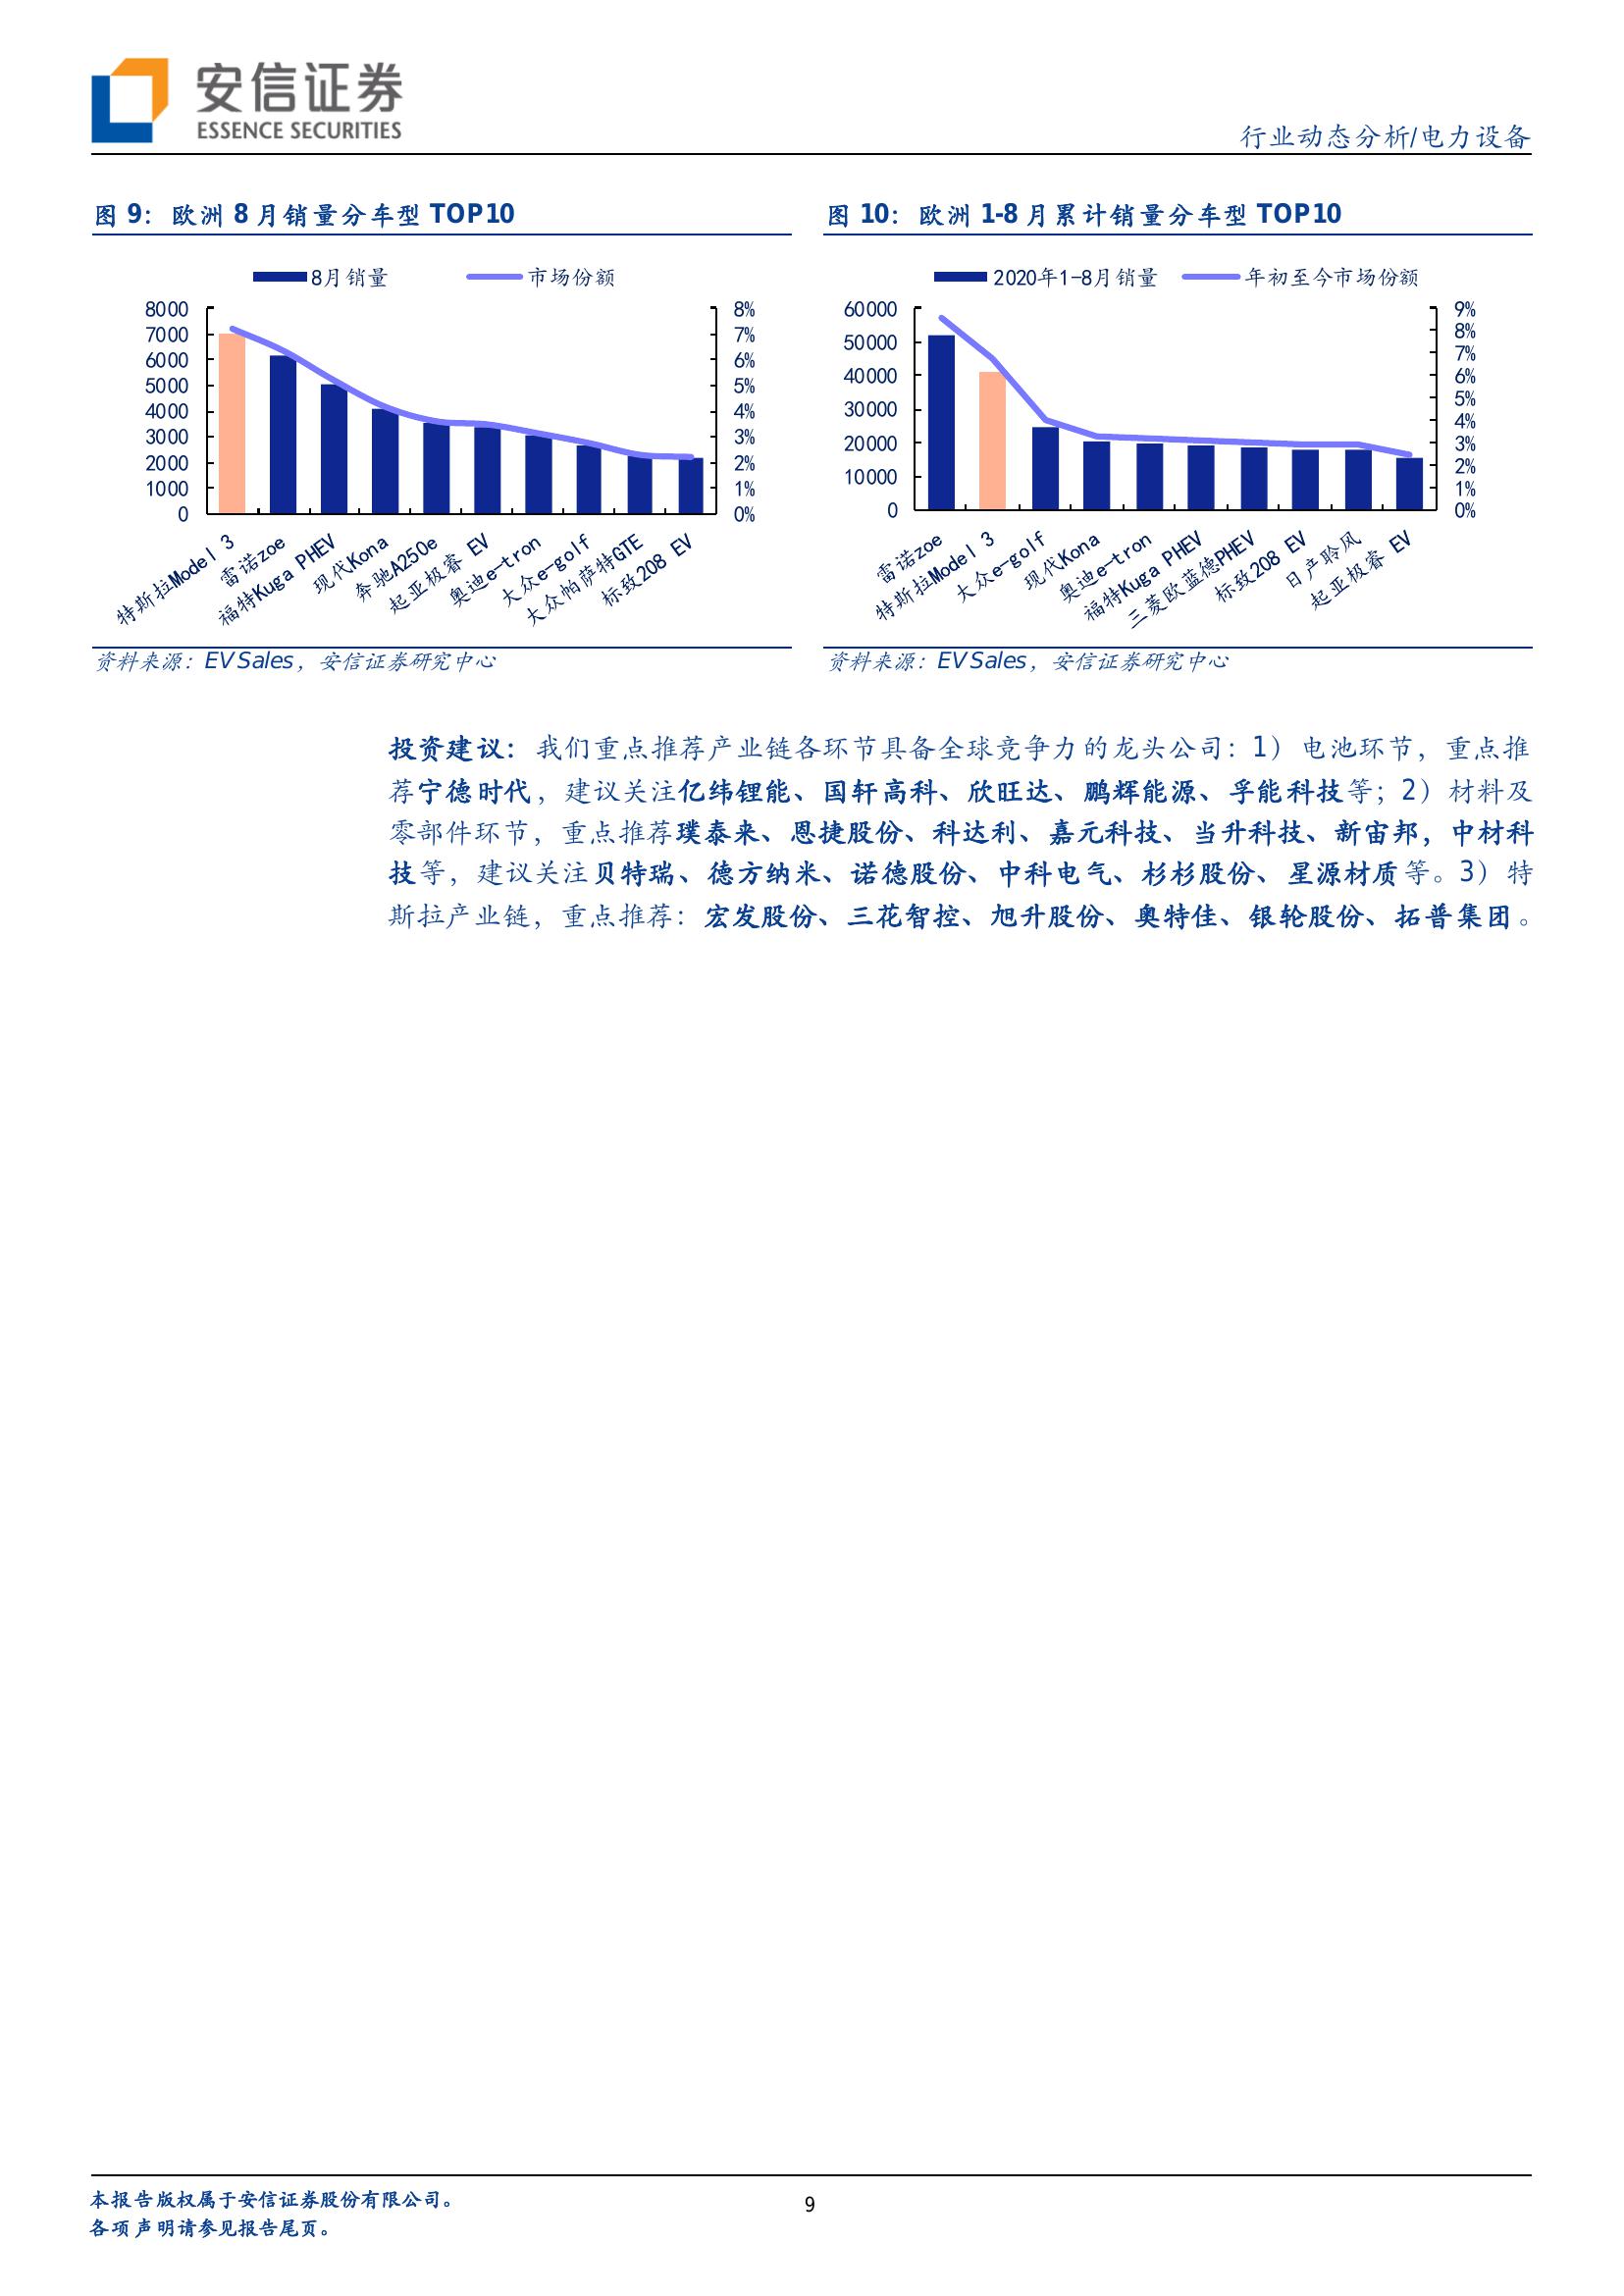 安信证券
ESSENCE SECURITIES
行业动态分析/电力设备
图 9：欧洲 8 月销量分车型 TOP10
8月销量
市场份额
8000
7000
6000
5000
4000
3000
2000
1000
0
8%
7%
6%
5%
4%
3%
2%
1%
0%
特斯拉Model 3
雷诺zoe
福特Kuga PHEV
现代Kona
奔驰A250e
起亚极睿 EV
奥迪e-tron
大众e-golf
大众帕萨特GTE
标致208 EV
资料来源：EV Sales，安信证券研究中心
图 10：欧洲 1-8 月累计销量分车型 TOP10
2020年1-8月销量
年初至今市场份额
60000
50000
40000
30000
20000
10000
0
9%
8%
7%
6%
5%
4%
3%
2%
1%
0%
雷诺zoe
特斯拉Model 3
大众e-golf
现代Kona
奥迪e-tron
福特Kuga PHEV
三菱欧蓝德PHEV
标致208 EV
日产聆风
起亚极睿 EV
资料来源：EV Sales，安信证券研究中心
投资建议：我们重点推荐产业链各环节具备全球竞争力的龙头公司：1）电池环节，重点推
荐宁德时代，建议关注亿纬锂能、国轩高科、欣旺达、鹏辉能源、孚能科技等；2）材料及
零部件环节，重点推荐璞泰来、恩捷股份、科达利、嘉元科技、当升科技、新宙邦，中材科
技等，建议关注贝特瑞、德方纳米、诺德股份、中科电气、杉杉股份、星源材质等。3）特
斯拉产业链，重点推荐：宏发股份、三花智控、旭升股份、奥特佳、银轮股份、拓普集团。
本报告版权属于安信证券股份有限公司。
各项声明请参见报告尾页。
9